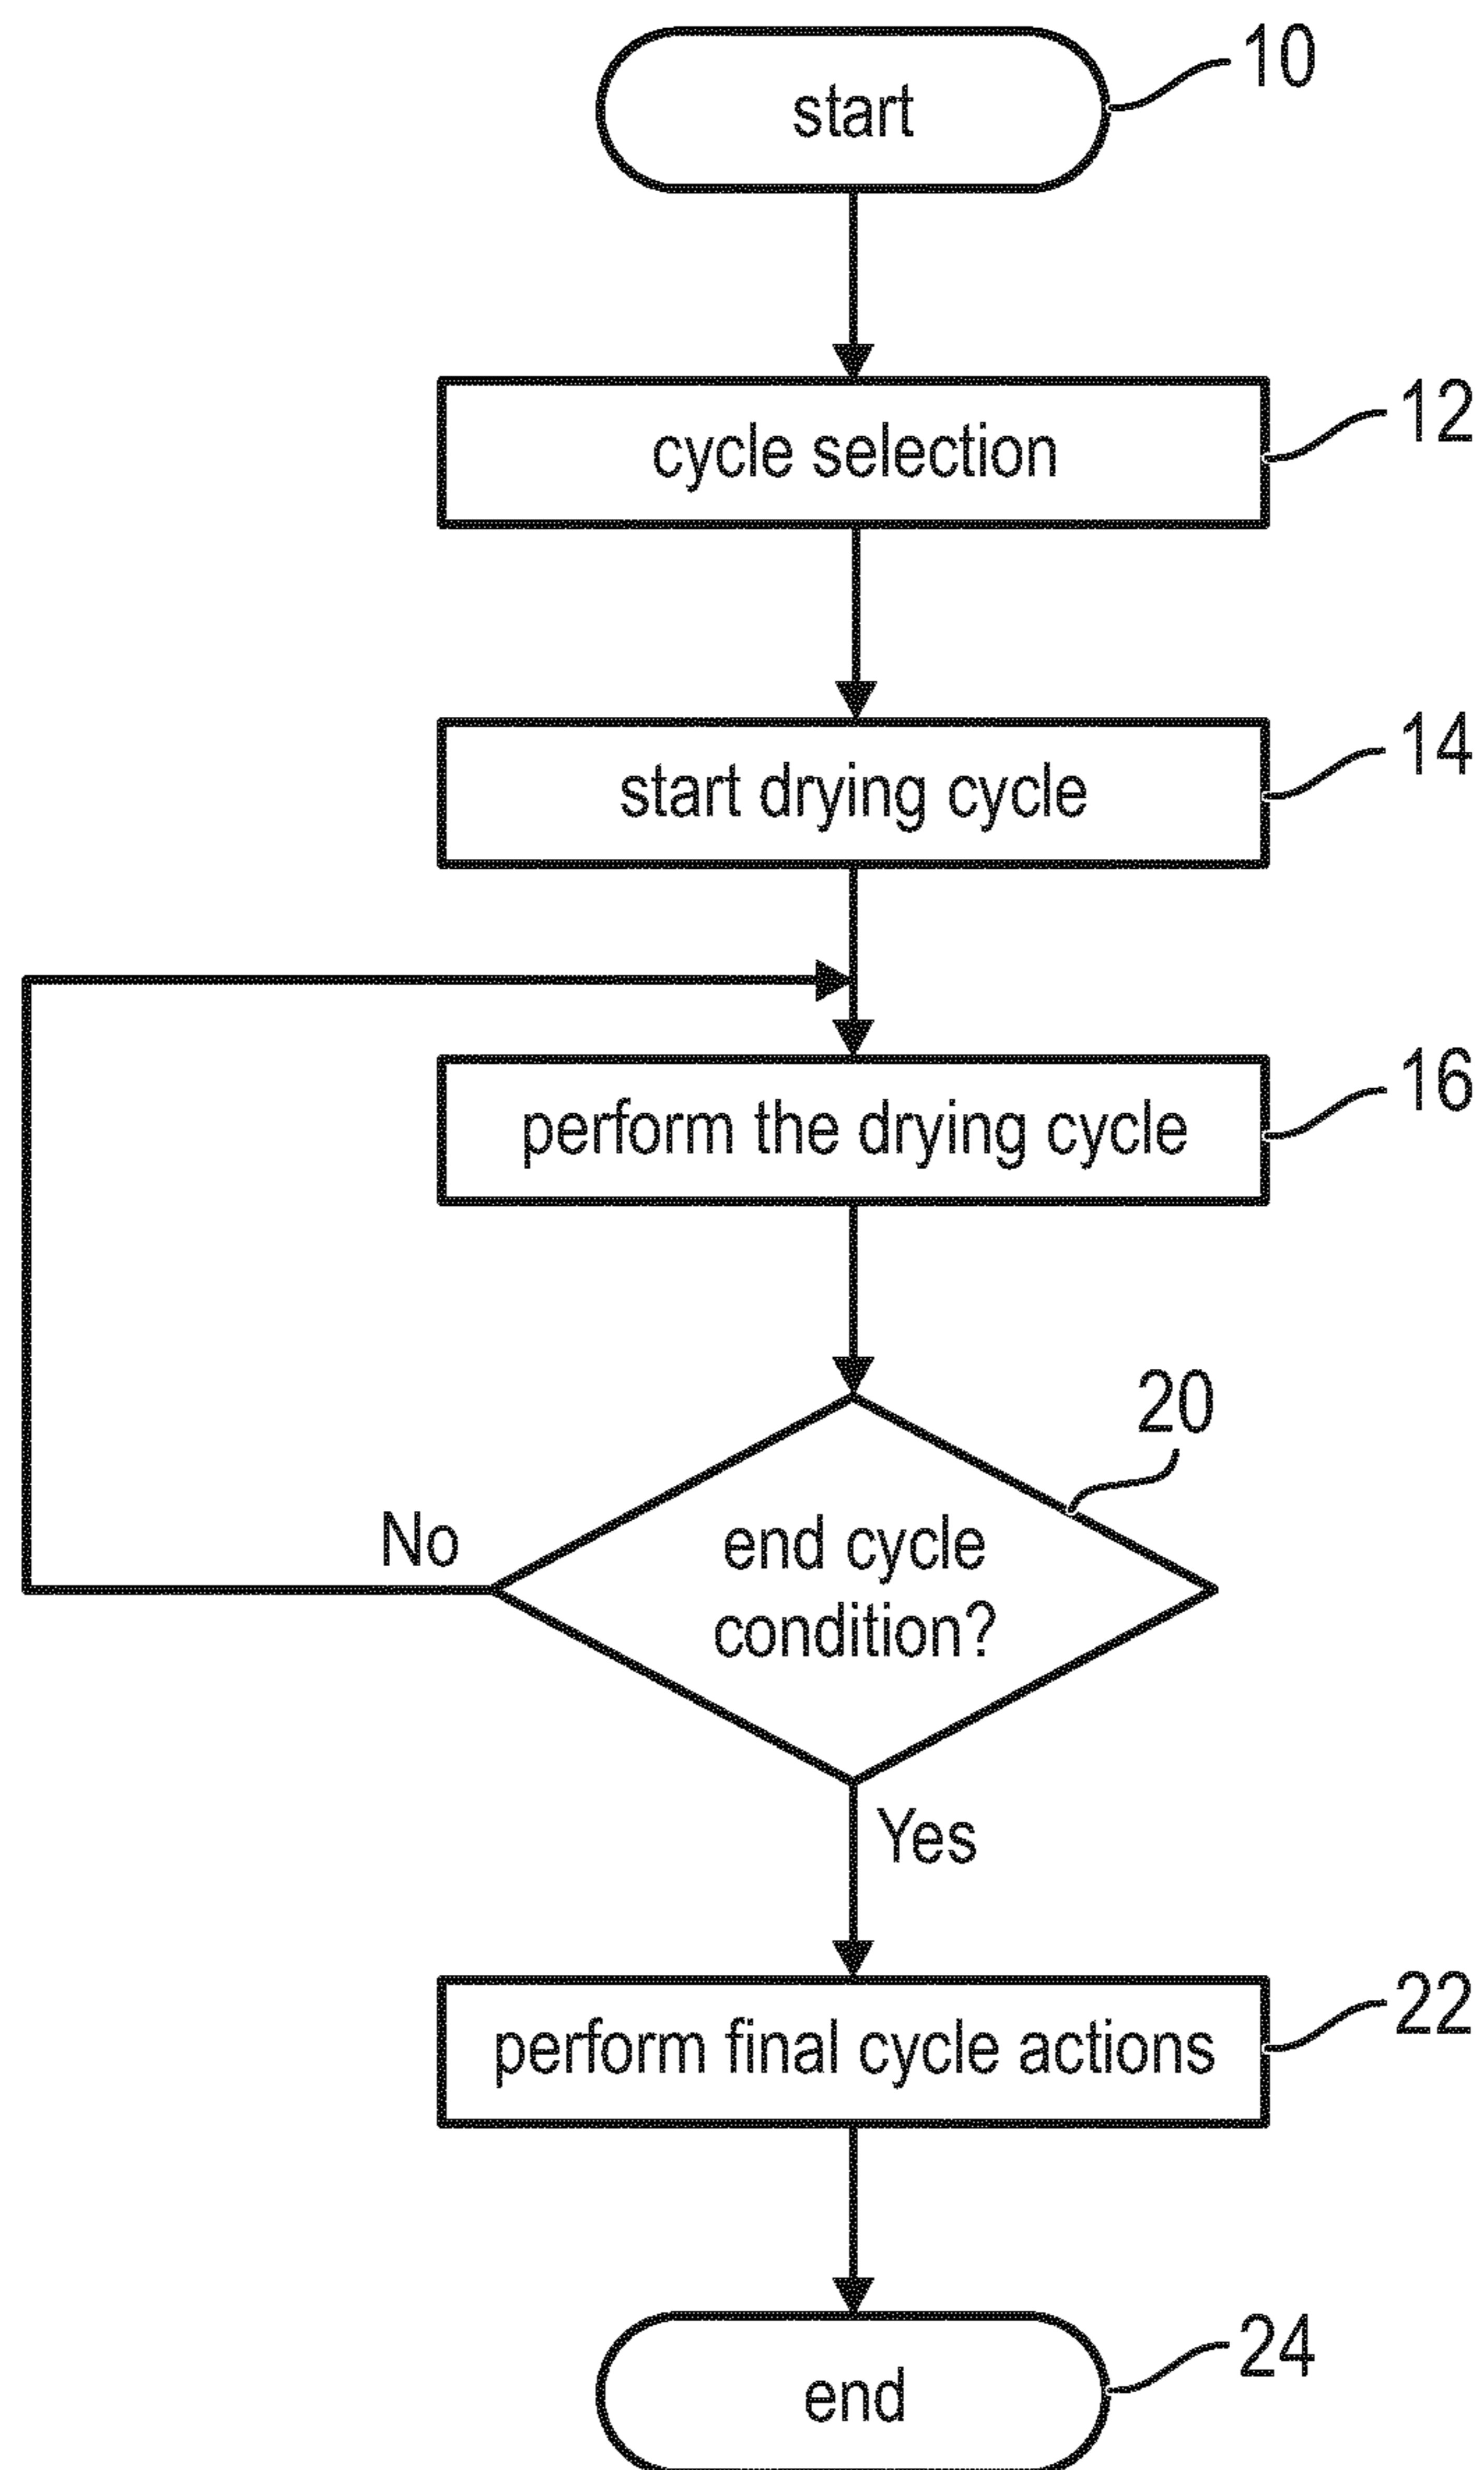 start
10
cycle selection
12
start drying cycle
14
perform the drying cycle
16
20
end cycle
condition?
No
Yes
perform final cycle actions
22
end
24